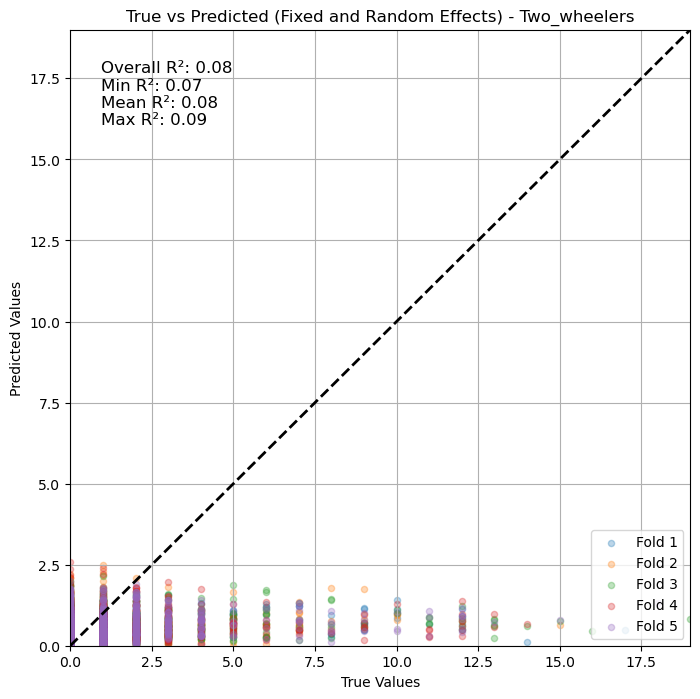 True vs Predicted (Fixed and Random Effects) - Two_wheelers
Overall R²: 0.08
Min R²: 0.07
Mean R²: 0.08
Max R²: 0.09
17.5
15.0
12.5
10.0
7.5
5.0
2.5
0.0
Predicted Values
Fold 1
Fold 2
Fold 3
Fold 4
Fold 5
0.0 2.5 5.0 7.5 10.0 12.5 15.0 17.5
True Values